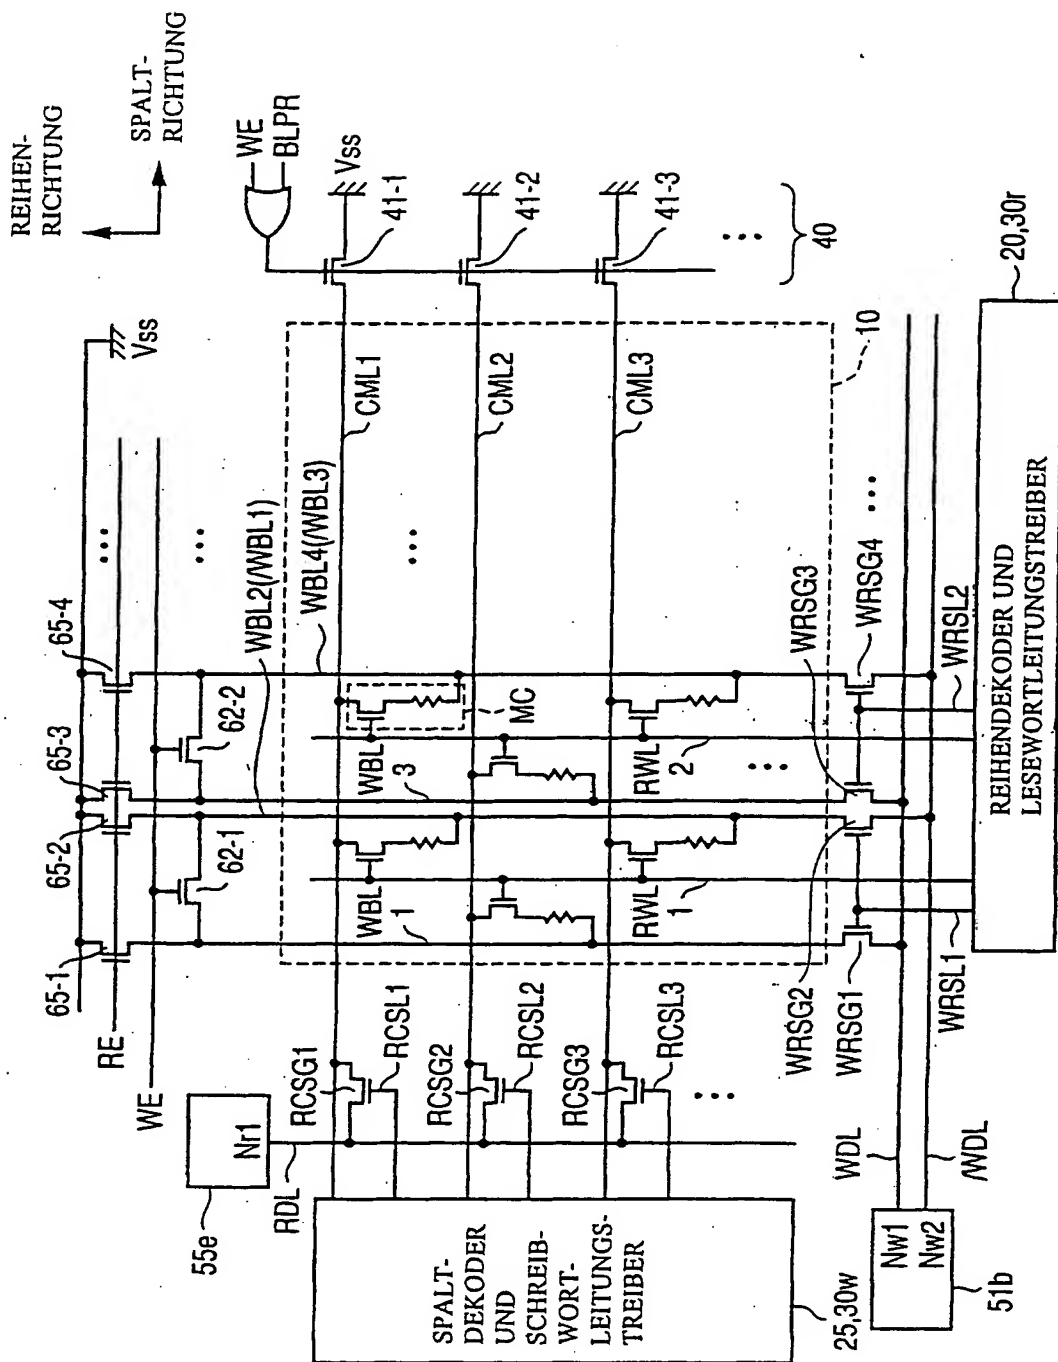 REIHEN-
RICHTUNG
SPALT-
RICHTUNG
WE
BLPR
Vss
41-1
41-2
41-3
40
Vss
65-1
65-2
65-3
65-4
RE
WE
62-1
62-2
WBL2(/WBL1)
WBL4(/WBL3)
CML1
CML2
CML3
10
MC
WBL
1
WBL
3
RWL
1
RWL
2
55e
Nr1
RDL
RCSG1
RCSL1
RCSG2
RCSL2
RCSG3
RCSL3
SPALT-
DEKODER
UND
SCHREIB-
WORT-
LEITUNGS-
TREIBER
25,30w
WRSG1
WRSG2
WRSG3
WRSG4
WRSL1
WRSL2
WDL
/WDL
Nw1
Nw2
51b
REIHENDEKODER UND
LESEWORTLEITUNGSTREIBER
20,30r